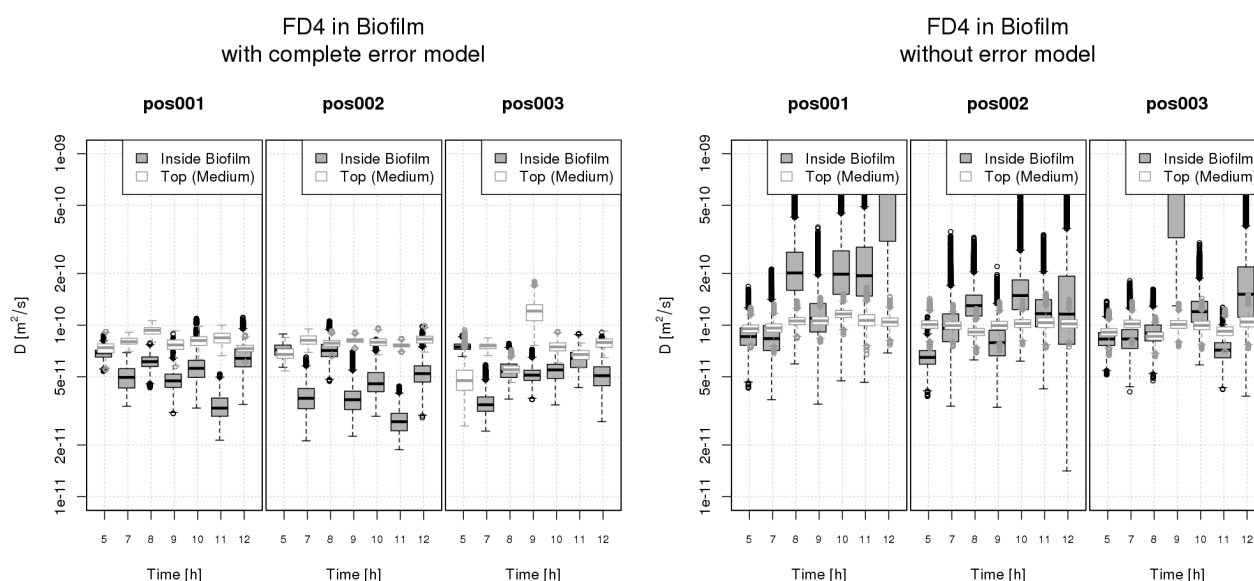 FD4 in Biofilm
with complete error model
pos001 pos002 pos003
Inside Biofilm
Top (Medium)
Inside Biofilm
Top (Medium)
Inside Biofilm
Top (Medium)
D [m²/s]
1e-09
5e-10
2e-10
1e-10
5e-11
2e-11
1e-11
5 7 8 9 10 11 12 5 7 8 9 10 11 12 5 7 8 9 10 11 12
Time [h] Time [h] Time [h]
FD4 in Biofilm
without error model
pos001 pos002 pos003
Inside Biofilm
Top (Medium)
Inside Biofilm
Top (Medium)
Inside Biofilm
Top (Medium)
D [m²/s]
1e-09
5e-10
2e-10
1e-10
5e-11
2e-11
1e-11
5 7 8 9 10 11 12 5 7 8 9 10 11 12 5 7 8 9 10 11 12
Time [h] Time [h] Time [h]